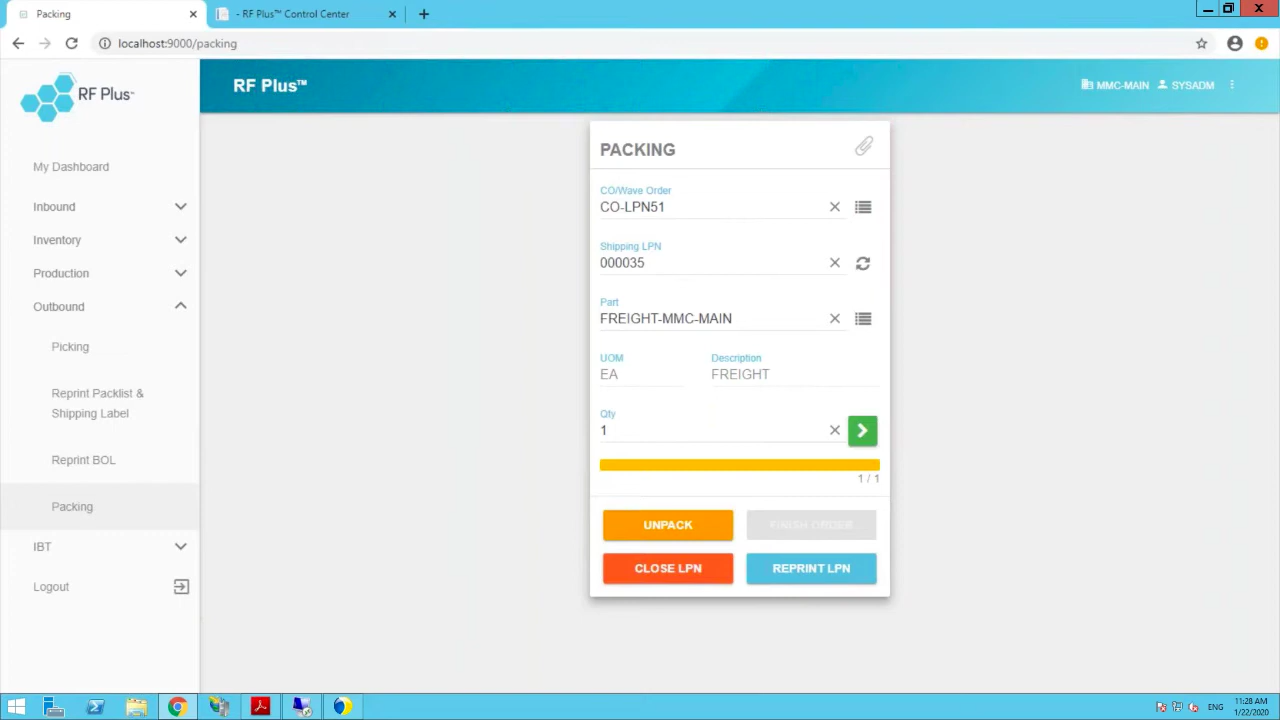 Packing
- RF Plus™ Control Center
localhost:9000/packing
RF Plus™
RF Plus™
MMC-MAIN SYSADM
My Dashboard
Inbound
Inventory
Production
Outbound
Picking
Reprint Packlist &
Shipping Label
Reprint BOL
Packing
IBT
Logout
PACKING
CO/Wave Order
CO-LPN51
Shipping LPN
000035
Part
FREIGHT-MMC-MAIN
UOM Description
EA FREIGHT
Qty
1
1 / 1
UNPACK FINISH ORDER
CLOSE LPN REPRINT LPN
ENG
11:28 AM
1/22/2020